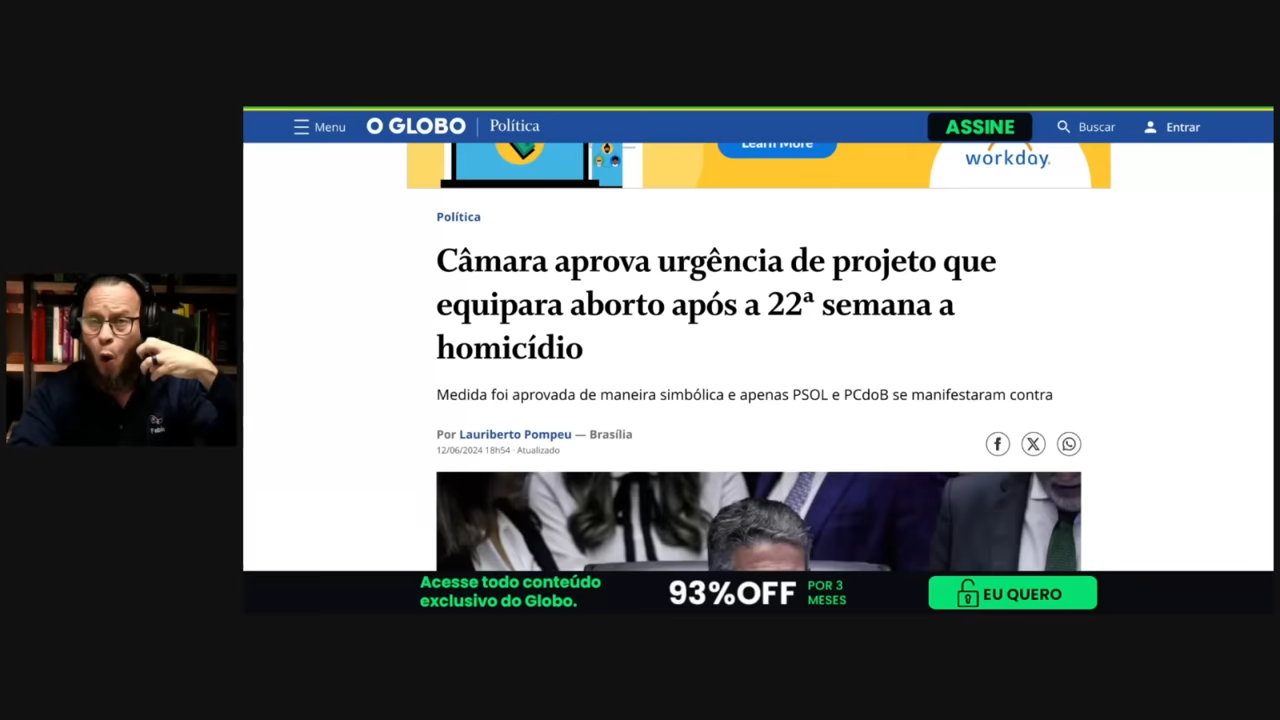 Menu
O GLOBO
Política
ASSINE
Buscar
Entrar
Learn More
workday.
Política
Câmara aprova urgência de projeto que
equipara aborto após a 22ª semana a
homicídio
Medida foi aprovada de maneira simbólica e apenas PSOL e PCdoB se manifestaram contra
Por Lauriberto Pompeu — Brasília
12/06/2024 18h54 · Atualizado
Acesse todo conteúdo
exclusivo do Globo.
93%OFF
POR 3
MESES
EU QUERO